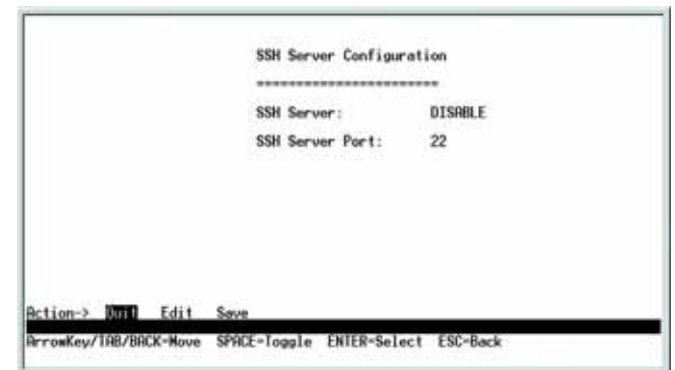 SSH Server Configuration
========================
SSH Server: DISABLE
SSH Server Port: 22
Action-> Quit Edit Save
ArrowKey/TAB/BACK=Move SPACE=Toggle ENTER=Select ESC=Back